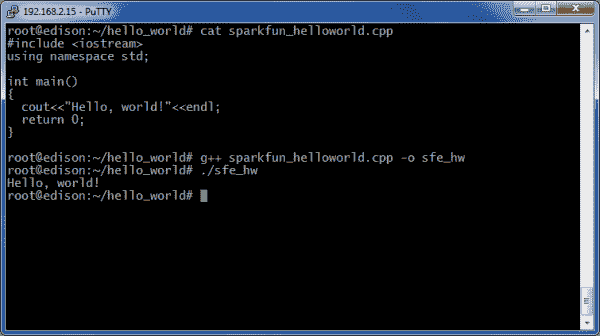 192.168.2.15 - PuTTY
root@edison:~/hello_world# cat sparkfun_helloworld.cpp
#include <iostream>
using namespace std;
int main()
{
  cout<<"Hello, world!"<<endl;
  return 0;
}
root@edison:~/hello_world# g++ sparkfun_helloworld.cpp -o sfe_hw
root@edison:~/hello_world# ./sfe_hw
Hello, world!
root@edison:~/hello_world#